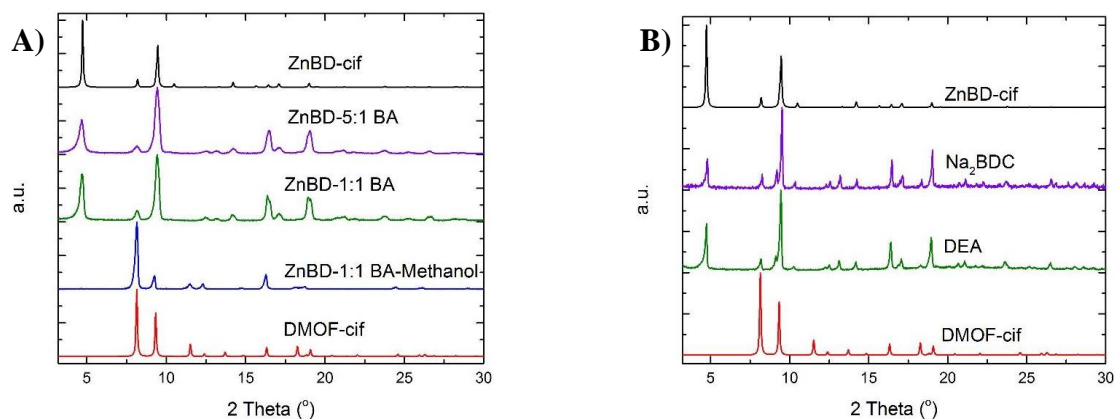 A)
ZnBD-cif
ZnBD-5:1 BA
ZnBD-1:1 BA
ZnBD-1:1 BA-Methanol
DMOF-cif
a.u.
5 10 15 20 25 30
2 Theta (°)
B)
ZnBD-cif
Na₂BDC
DEA
DMOF-cif
a.u.
5 10 15 20 25 30
2 Theta (°)